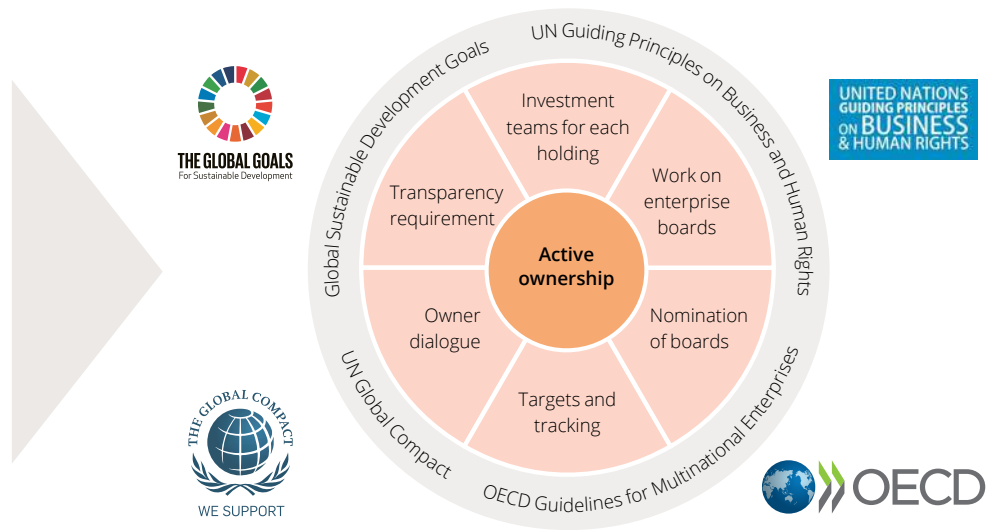 THE GLOBAL GOALS
For Sustainable Development
Global Sustainable Development Goals
UN Guiding Principles on Business and Human Rights
UNITED NATIONS
GUIDING PRINCIPLES
ON BUSINESS
& HUMAN RIGHTS
Investment
teams for each
holding
Transparency
requirement
Work on
enterprise
boards
Active
ownership
Owner
dialogue
Nomination
of boards
Targets and
tracking
UN Global Compact
OECD Guidelines for Multinational Enterprises
THE GLOBAL COMPACT
WE SUPPORT
OECD